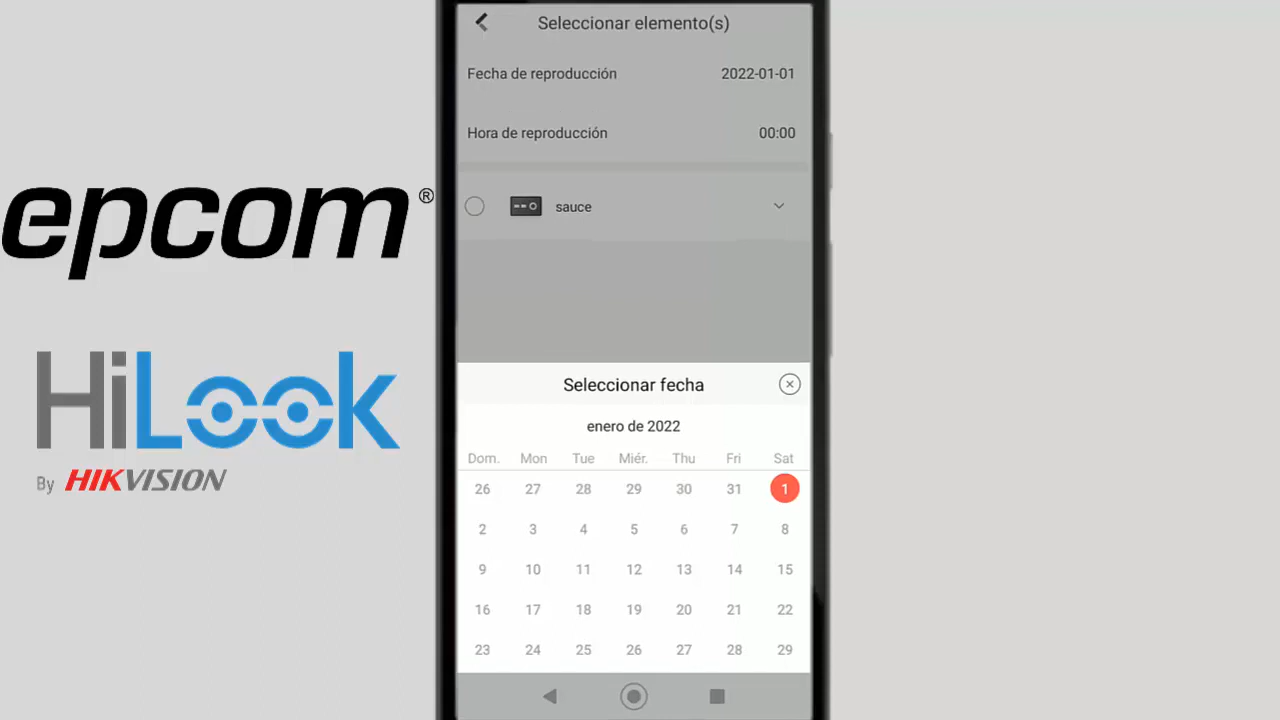 epcom®
HiLook
By HIKVISION
Seleccionar elemento(s)
Fecha de reproducción 2022-01-01
Hora de reproducción 00:00
sauce
Seleccionar fecha
enero de 2022
Dom. Mon Tue Miér. Thu Fri Sat
26 27 28 29 30 31 1
2 3 4 5 6 7 8
9 10 11 12 13 14 15
16 17 18 19 20 21 22
23 24 25 26 27 28 29